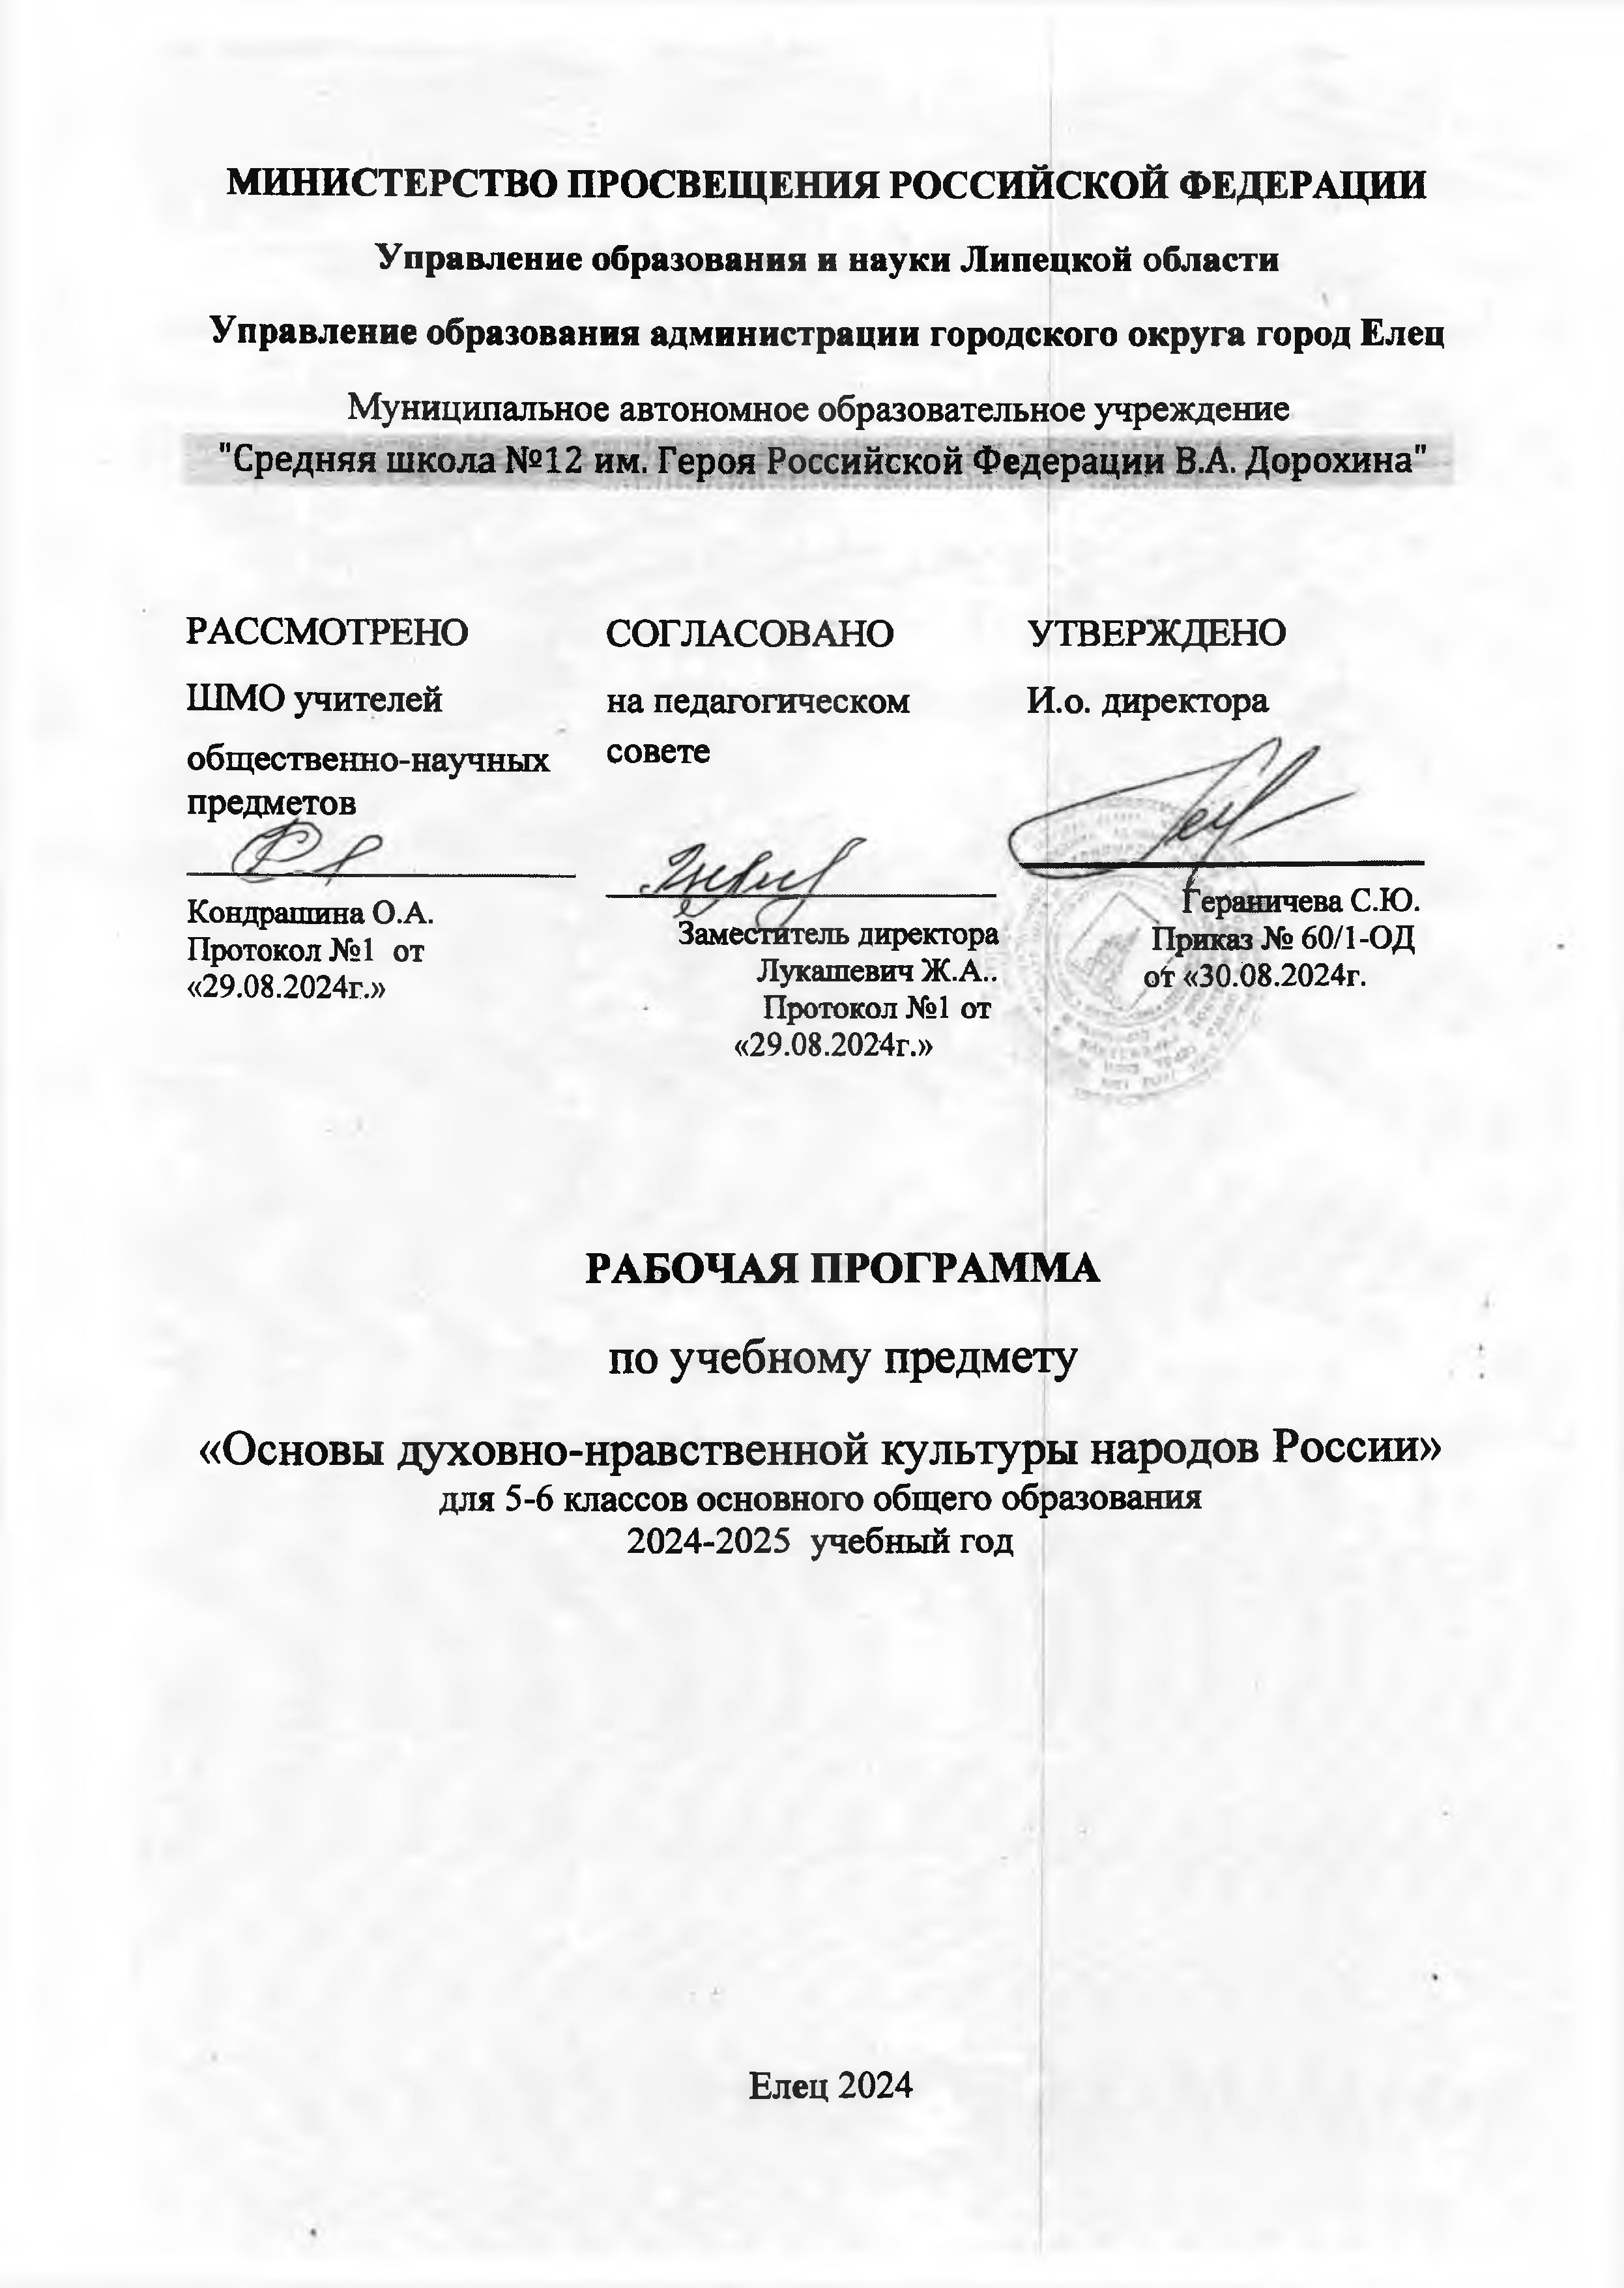 МИНИСТЕРСТВО ПРОСВЕЩЕНИЯ РОССИЙСКОЙ ФЕДЕРАЦИИ
Управление образования и науки Липецкой области
Управление образования администрации городского округа город Елец
Муниципальное автономное образовательное учреждение
"Средняя школа №12 им. Героя Российской Федерации В.А. Дорохина"
РАССМОТРЕНО
ШМО учителей
общественно-научных
предметов
Кондрашина О.А.
Протокол №1 от
«29.08.2024г.»
СОГЛАСОВАНО
на педагогическом
совете
Заместитель директора
Лукашевич Ж.А..
Протокол №1 от
«29.08.2024г.»
УТВЕРЖДЕНО
И.о. директора
Гераничева С.Ю.
Приказ № 60/1-ОД
от «30.08.2024г.
РАБОЧАЯ ПРОГРАММА
по учебному предмету
«Основы духовно-нравственной культуры народов России»
для 5-6 классов основного общего образования
2024-2025 учебный год
Елец 2024